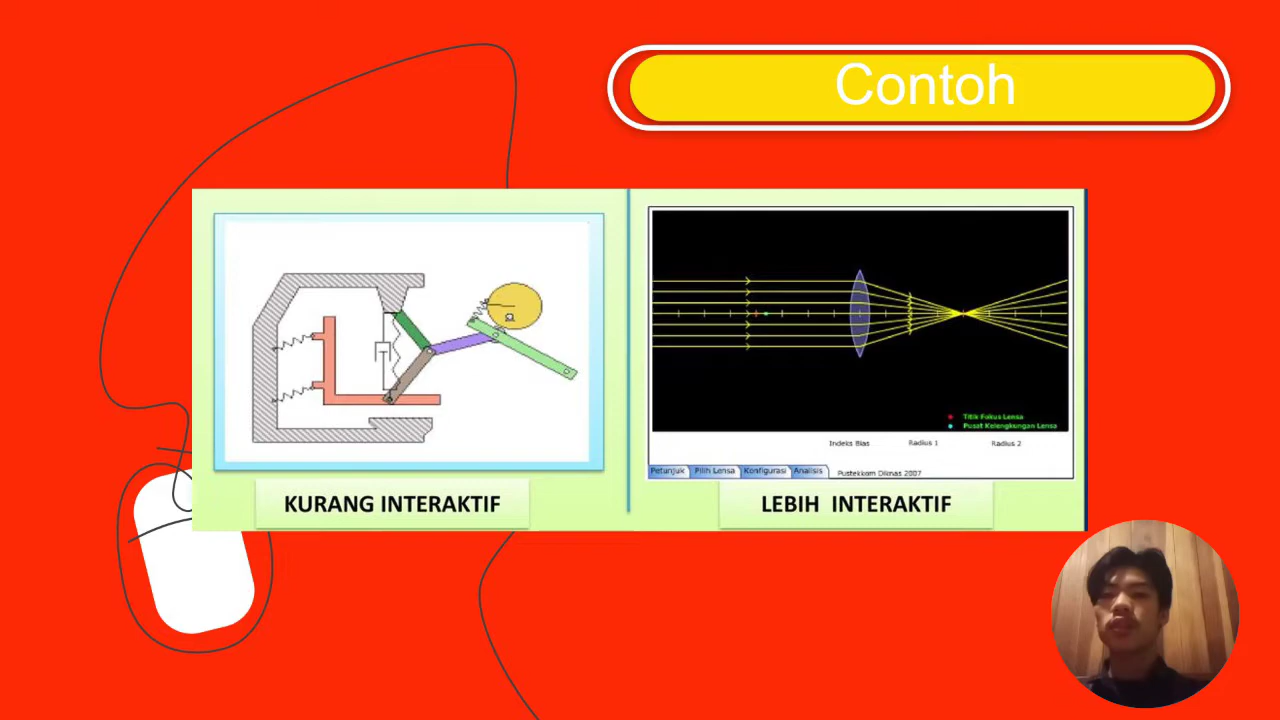 Contoh
Titik Fokus Lensa
Pusat Kelengkungan Lensa
Indeks Bias Radius 1 Radius 2
Petunjuk Pilih Lensa Konfigurasi Analisis Pustekkom Diknas 2007
KURANG INTERAKTIF
LEBIH INTERAKTIF